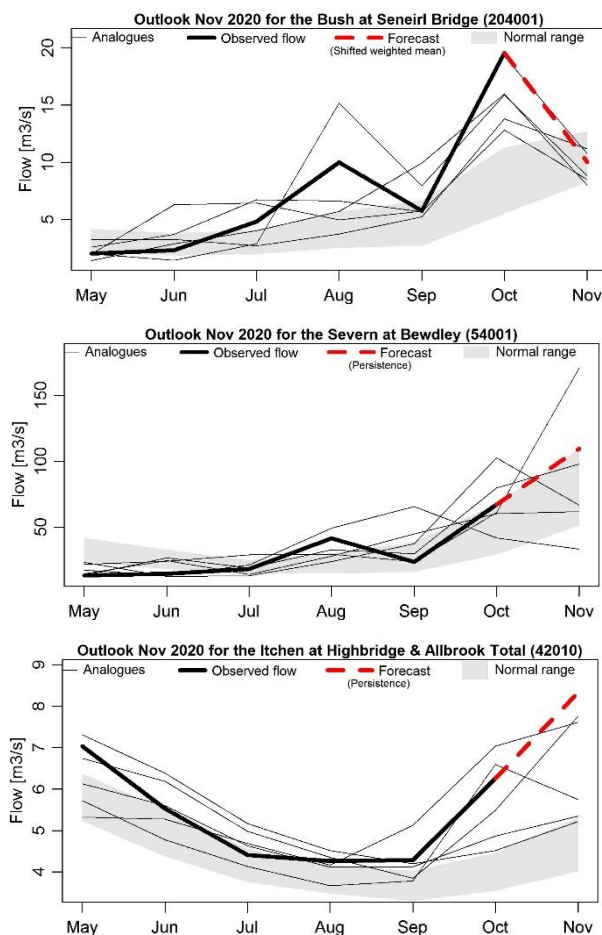 Outlook Nov 2020 for the Bush at Seneirl Bridge (204001)
Analogues Observed flow Forecast Normal range
(Shifted weighted mean)
Flow [m3/s]
20
15
10
5
May Jun Jul Aug Sep Oct Nov
Outlook Nov 2020 for the Severn at Bewdley (54001)
Analogues Observed flow Forecast Normal range
(Persistence)
Flow [m3/s]
150
100
50
May Jun Jul Aug Sep Oct Nov
Outlook Nov 2020 for the Itchen at Highbridge & Allbrook Total (42010)
Analogues Observed flow Forecast Normal range
(Persistence)
Flow [m3/s]
9
8
7
6
5
4
May Jun Jul Aug Sep Oct Nov